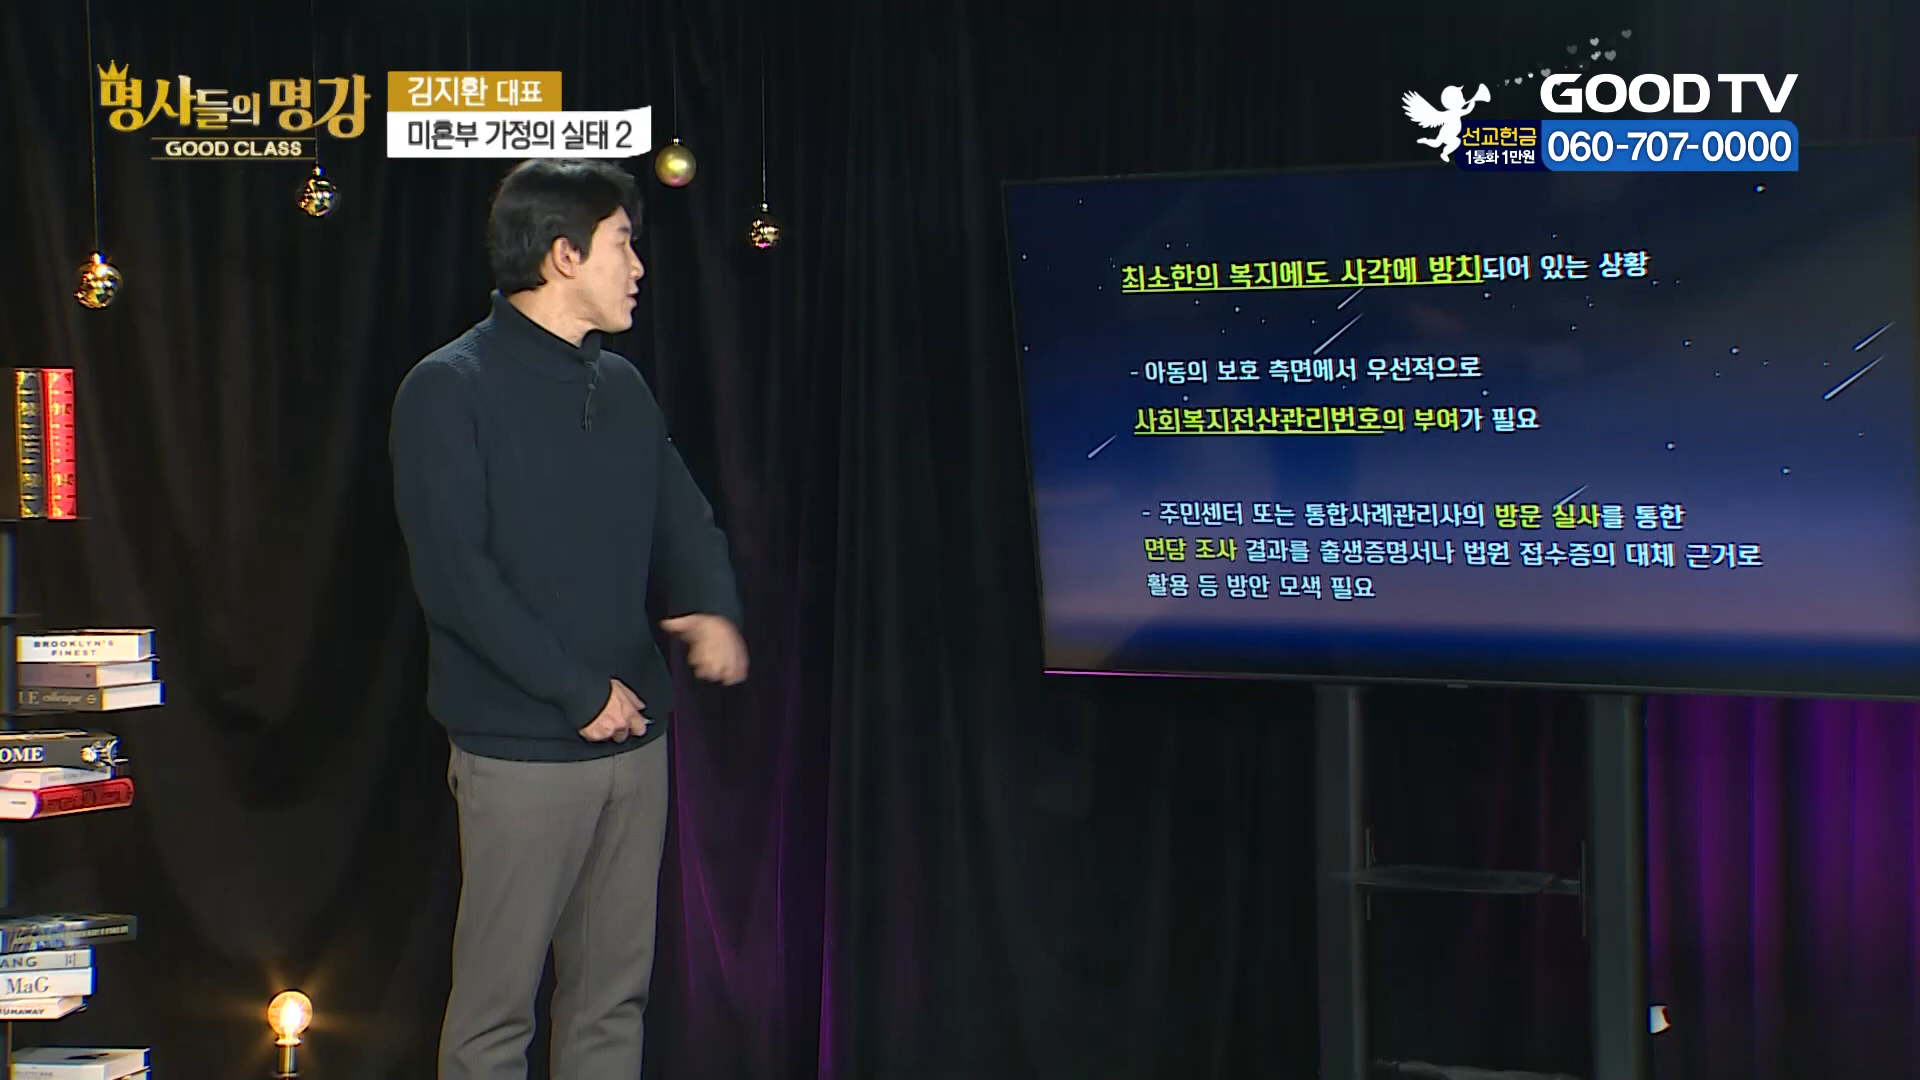 명사들의 명강
GOOD CLASS
김지환 대표
미혼부 가정의 실태 2
GOOD TV
선교헌금
1통화 1만원
060-707-0000
최소한의 복지에도 사각에 방치되어 있는 상황
- 아동의 보호 측면에서 우선적으로
사회복지전산관리번호의 부여가 필요
- 주민센터 또는 통합사례관리사의 방문 실사를 통한
면담 조사 결과를 출생증명서나 법원 접수증의 대체 근거로
활용 등 방안 모색 필요
BROOKLYN'S
FINEST
OME
ANG
MaG
RUNAWAY